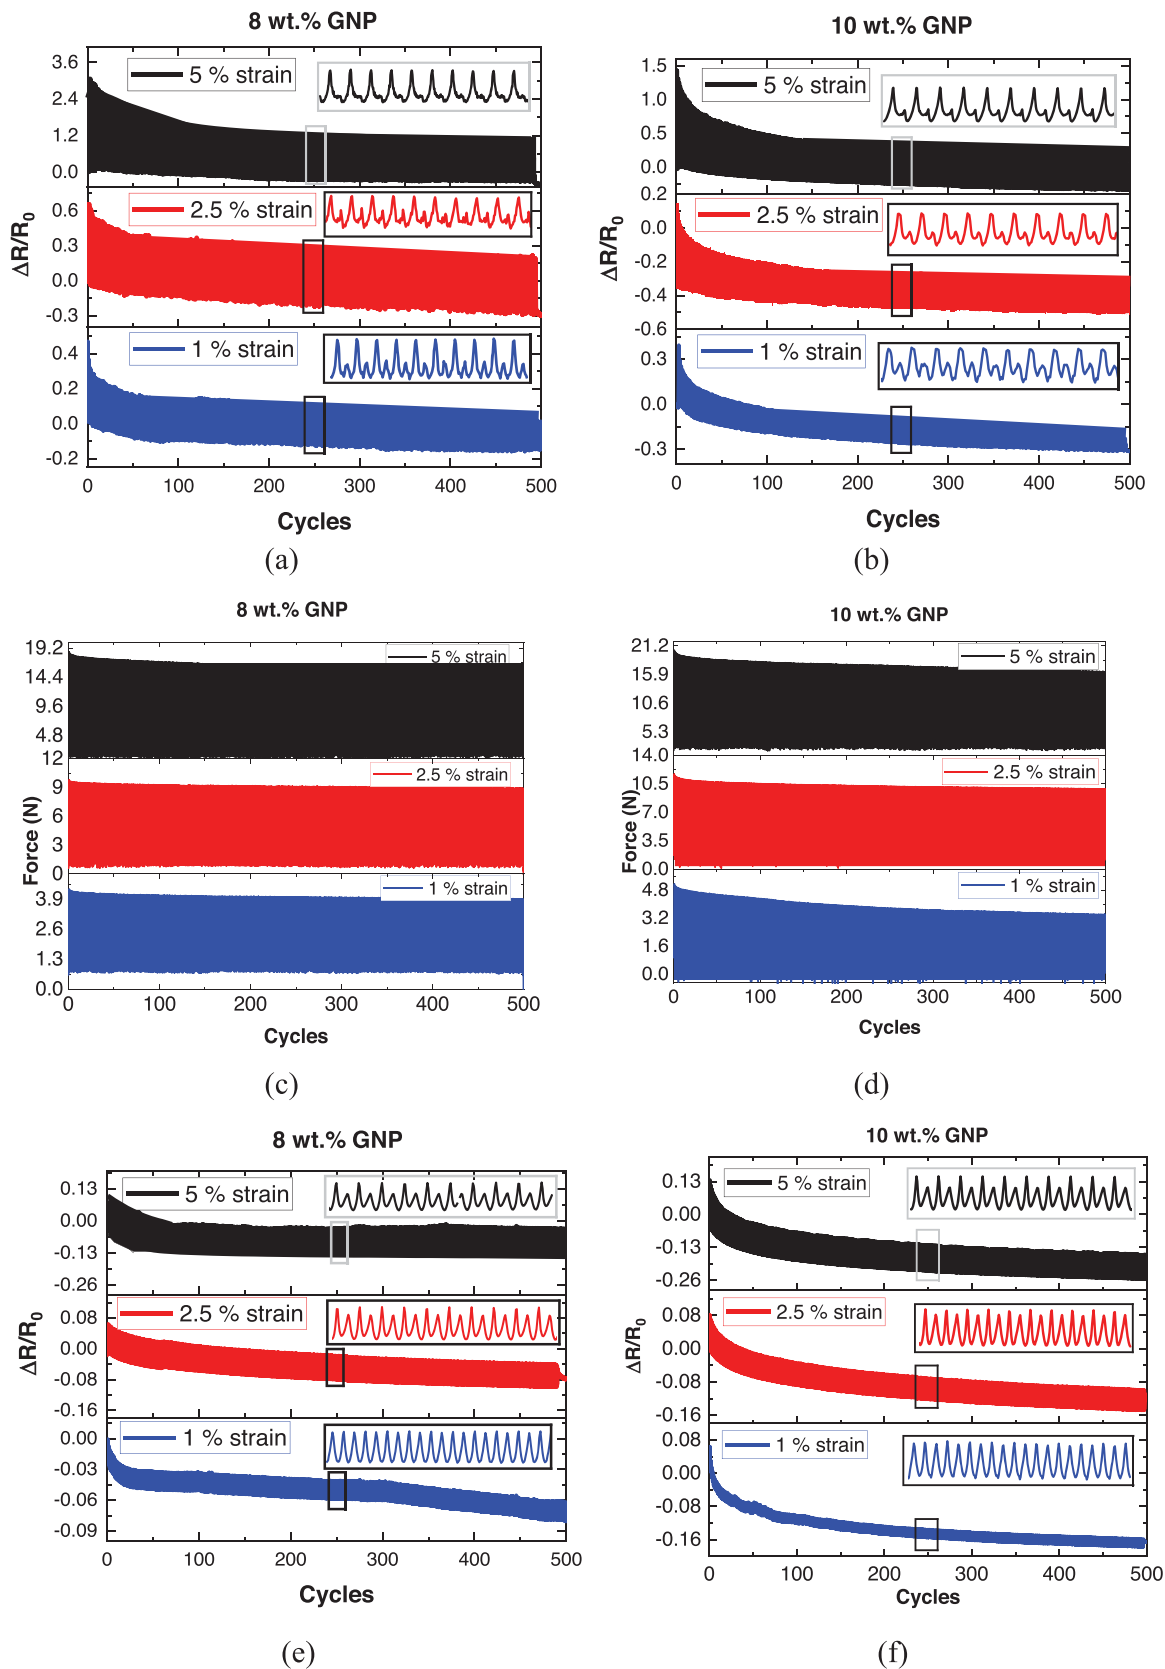 8 wt.% GNP
3.6
2.4
1.2
0.0
5 % strain
0.6
0.3
0.0
-0.3
2.5 % strain
0.4
0.2
0.0
-0.2
1 % strain
ΔR/R0
0 100 200 300 400 500
Cycles
(a)
10 wt.% GNP
1.5
1.0
0.5
0.0
5 % strain
0.2
0.0
-0.2
-0.4
-0.6
2.5 % strain
0.3
0.0
-0.3
1 % strain
ΔR/R0
0 100 200 300 400 500
Cycles
(b)
8 wt.% GNP
19.2
14.4
9.6
4.8
5 % strain
12
9
6
3
0
2.5 % strain
3.9
2.6
1.3
0.0
1 % strain
Force (N)
0 100 200 300 400 500
Cycles
(c)
10 wt.% GNP
21.2
15.9
10.6
5.3
5 % strain
14.0
10.5
7.0
3.5
0.0
2.5 % strain
4.8
3.2
1.6
0.0
1 % strain
Force (N)
0 100 200 300 400 500
Cycles
(d)
8 wt.% GNP
0.13
0.00
-0.13
-0.26
5 % strain
0.08
0.00
-0.08
-0.16
2.5 % strain
0.00
-0.03
-0.06
-0.09
1 % strain
ΔR/R0
0 100 200 300 400 500
Cycles
(e)
10 wt.% GNP
0.13
0.00
-0.13
-0.26
5 % strain
0.08
0.00
-0.08
-0.16
2.5 % strain
0.08
0.00
-0.08
-0.16
1 % strain
ΔR/R0
0 100 200 300 400 500
Cycles
(f)